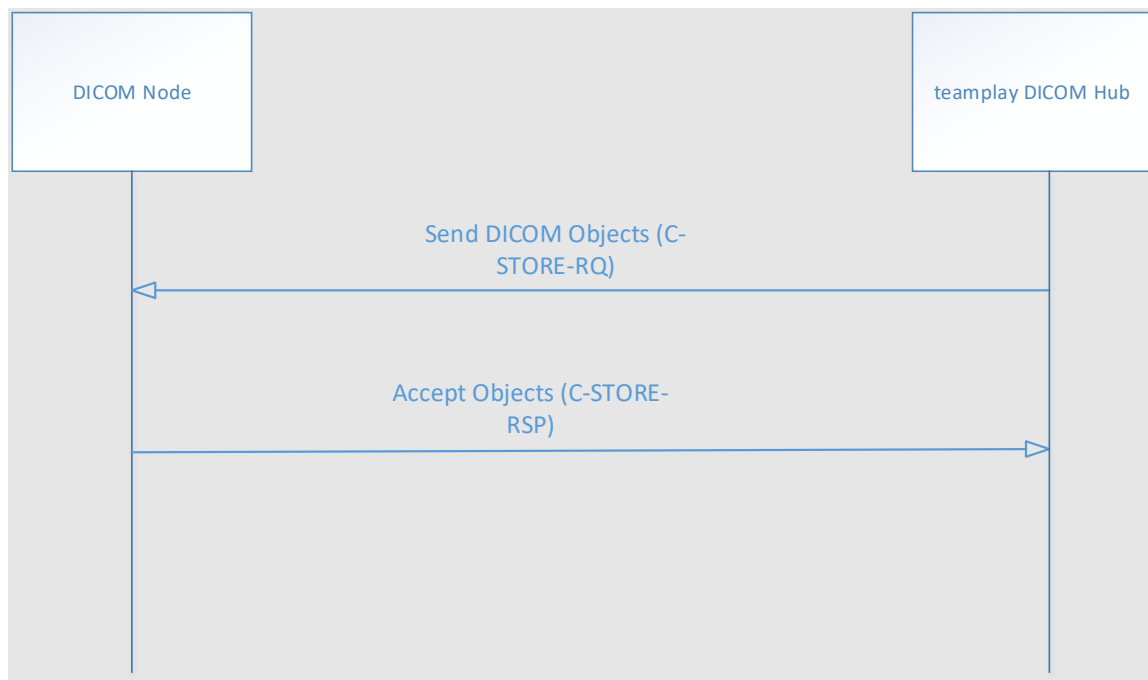 DICOM Node
teamplay DICOM Hub
Send DICOM Objects (C-
STORE-RQ)
Accept Objects (C-STORE-
RSP)